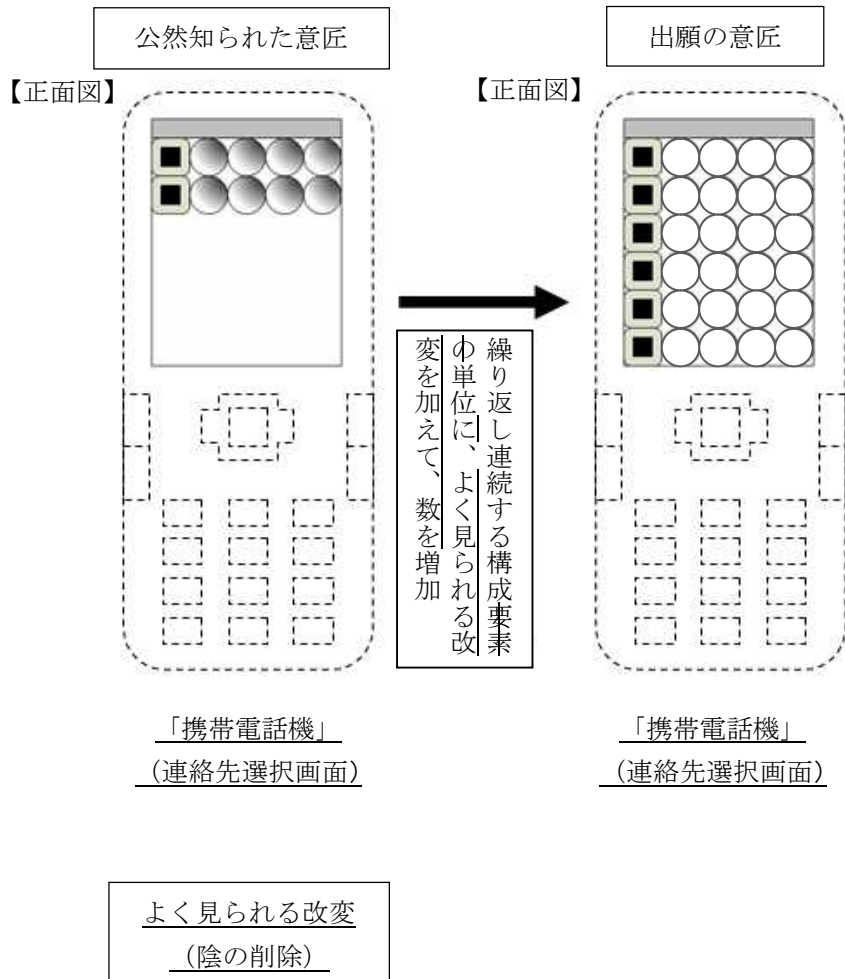 公然知られた意匠
出願の意匠
【正面図】
【正面図】
繰り返し連続する構成要素
の単位に、よく見られる改
変を加えて、数を増加
「携帯電話機」
（連絡先選択画面）
「携帯電話機」
（連絡先選択画面）
よく見られる改変
（陰の削除）